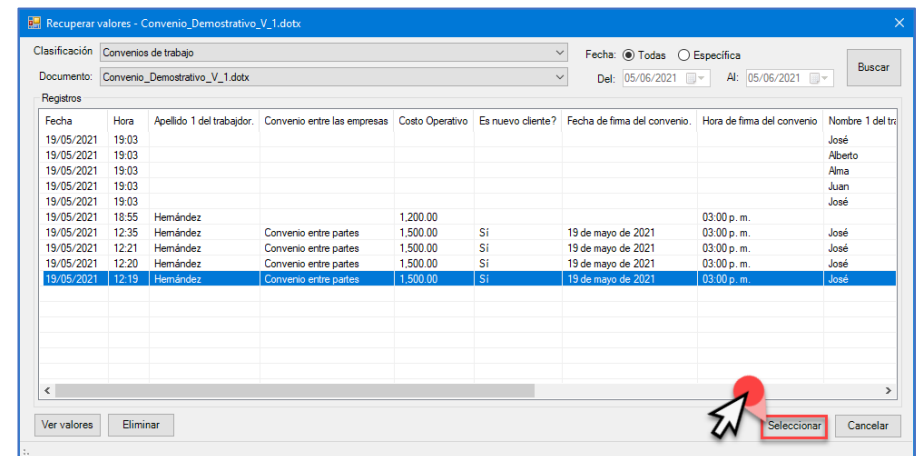 Recuperar valores - Convenio_Demostrativo_V_1.dotx
Clasificación Convenios de trabajo Fecha: Todas Específica
Buscar
Documento: Convenio_Demostrativo_V_1.dotx Del: 05/06/2021 Al: 05/06/2021
Registros
Fecha Hora Apellido 1 del trabajdor. Convenio entre las empresas Costo Operativo Es nuevo cliente? Fecha de firma del convenio. Hora de firma del convenio Nombre 1 del tra
19/05/2021 19:03 José
19/05/2021 19:03 Alberto
19/05/2021 19:03 Alma
19/05/2021 19:03 Juan
19/05/2021 19:03 José
19/05/2021 18:55 Hernández 1,200.00 03:00 p. m.
19/05/2021 12:35 Hernández Convenio entre partes 1,500.00 Sí 19 de mayo de 2021 03:00 p. m. José
19/05/2021 12:21 Hernández Convenio entre partes 1,500.00 Sí 19 de mayo de 2021 03:00 p. m. José
19/05/2021 12:20 Hernández Convenio entre partes 1,500.00 Sí 19 de mayo de 2021 03:00 p. m. José
19/05/2021 12:19 Hernández Convenio entre partes 1,500.00 Sí 19 de mayo de 2021 03:00 p. m. José
Ver valores Eliminar Seleccionar Cancelar